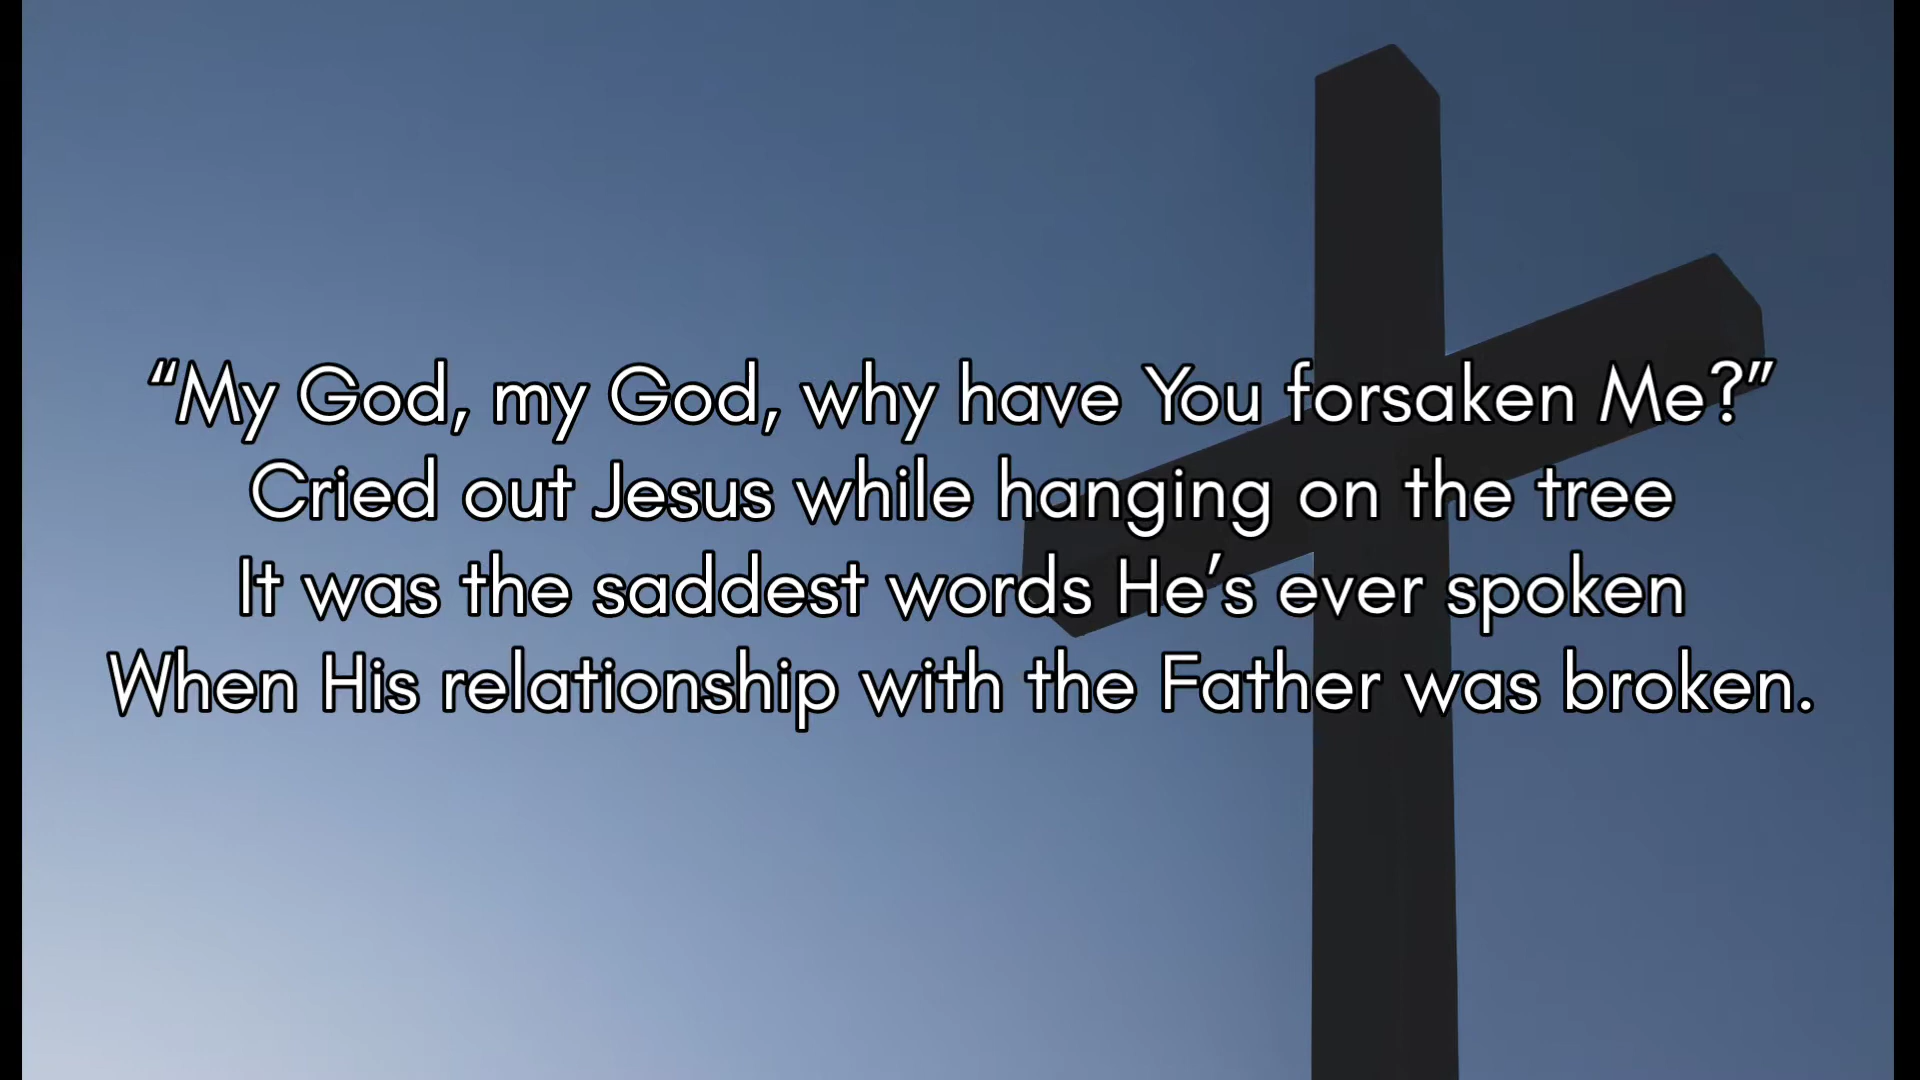 “My God, my God, why have You forsaken Me?”
Cried out Jesus while hanging on the tree
It was the saddest words He’s ever spoken
When His relationship with the Father was broken.